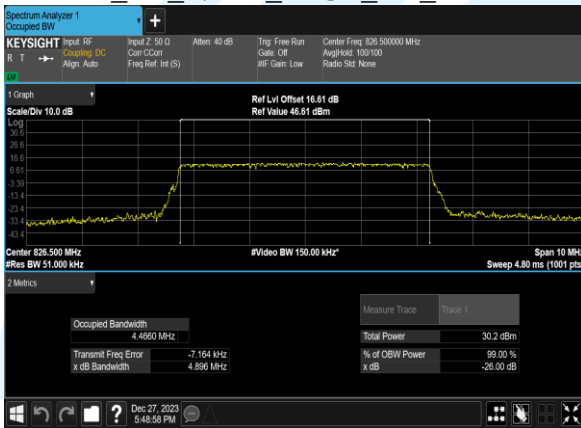 Spectrum Analyzer 1
Occupied BW
KEYSIGHT Input: RF Input Z: 50 Ω Atten: 40 dB Trig: Free Run Center Freq: 826.500000 MHz
R T Coupling: DC Corr CCorr Gate: Off Avg|Hold: 100/100
Align: Auto Freq Ref: Int (S) #IF Gain: Low Radio Std: None
LV
1 Graph
Scale/Div 10.0 dB Ref Lvl Offset 16.61 dB
Ref Value 46.61 dBm
Log
36.6
26.6
16.6
6.61
-3.39
-13.4
-23.4
-33.4
-43.4
Center 826.500 MHz #Video BW 150.00 kHz* Span 10 MHz
#Res BW 51.000 kHz Sweep 4.80 ms (1001 pts
2 Metrics
Measure Trace Trace 1
Occupied Bandwidth
4.4660 MHz Total Power 30.2 dBm
Transmit Freq Error -7.164 kHz % of OBW Power 99.00 %
x dB Bandwidth 4.896 MHz x dB -26.00 dB
? Dec 27, 2023
5:48:58 PM